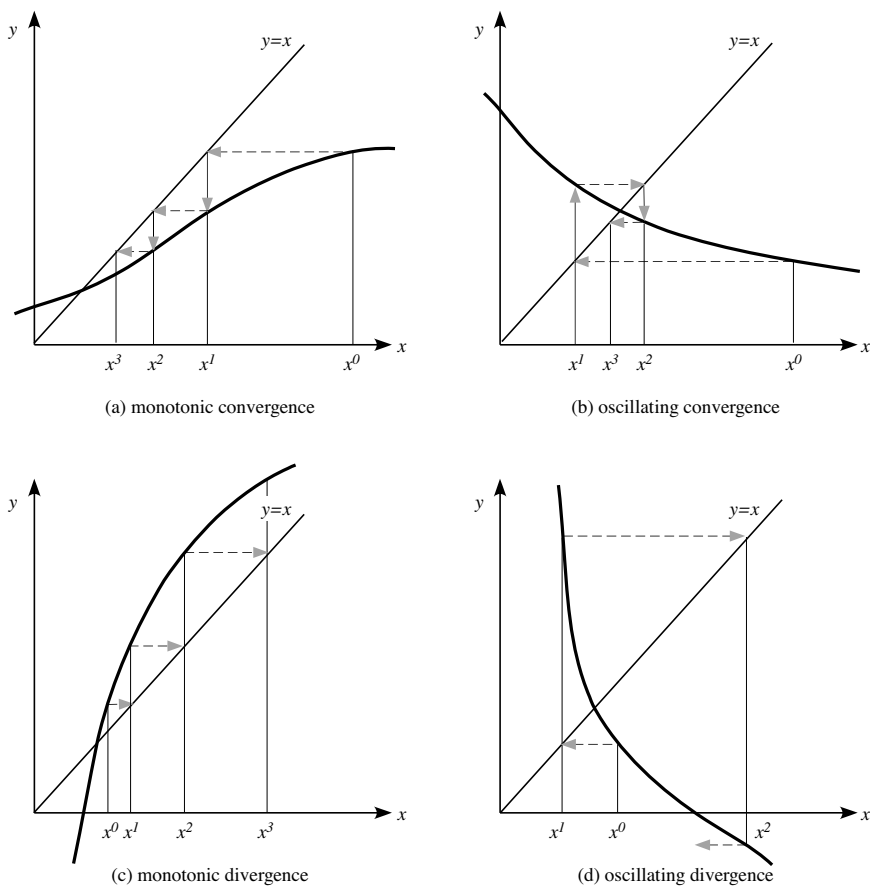 y
y=x
x
x³ x² x¹ x⁰
(a) monotonic convergence
y
y=x
x
x¹ x³ x² x⁰
(b) oscillating convergence
y
y=x
x
x⁰ x¹ x² x³
(c) monotonic divergence
y
y=x
x
x¹ x⁰ x²
(d) oscillating divergence